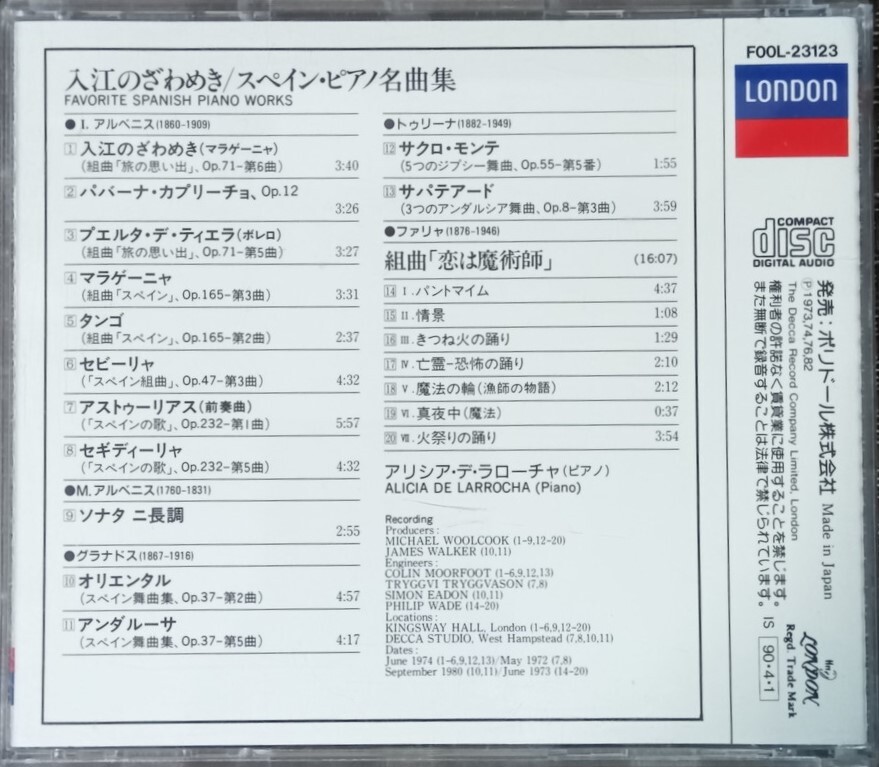 入江のざわめき/スペイン・ピアノ名曲集
FAVORITE SPANISH PIANO WORKS
●I. アルベニス(1860-1909)
1 入江のざわめき(マラゲーニャ)
(組曲「旅の思い出」、Op.71-第6曲) 3:40
2 パバーナ・カプリーチョ、Op.12
3:26
3 プエルタ・デ・ティエラ(ボレロ)
(組曲「旅の思い出」、Op.71-第5曲) 3:27
4 マラゲーニャ
(組曲「スペイン」、Op.165-第3曲) 3:31
5 タンゴ
(組曲「スペイン」、Op.165-第2曲) 2:37
6 セビーリャ
(「スペイン組曲」、Op.47-第3曲) 4:32
7 アストゥーリアス(前奏曲)
(「スペインの歌」、Op.232-第1曲) 5:57
8 セギディーリャ
(「スペインの歌」、Op.232-第5曲) 4:32
●M. アルベニス(1760-1831)
9 ソナタ ニ長調
2:55
●グラナドス(1867-1916)
10 オリエンタル
(スペイン舞曲集、Op.37-第2曲) 4:57
11 アンダルーサ
(スペイン舞曲集、Op.37-第5曲) 4:17
●トゥリーナ(1882-1949)
12 サクロ・モンテ
(5つのジプシー舞曲、Op.55-第5番) 1:55
13 サパテアード
(3つのアンダルシア舞曲、Op.8-第3曲) 3:59
●ファリャ(1876-1946)
組曲「恋は魔術師」 (16:07)
14 I. パントマイム 4:37
15 II. 情景 1:08
16 III. きつね火の踊り 1:29
17 IV. 亡霊-恐怖の踊り 2:10
18 V. 魔法の輪(漁師の物語) 2:12
19 VI. 真夜中(魔法) 0:37
20 VII. 火祭りの踊り 3:54
アリシア・デ・ラローチャ(ピアノ)
ALICIA DE LARROCHA (Piano)
Recording
Producers:
MICHAEL WOOLCOOK (1-9,12-20)
JAMES WALKER (10,11)
Engineers:
COLIN MOORFOOT (1-6,9,12,13)
TRYGGVI TRYGGVASON (7,8)
SIMON EADON (10,11)
PHILIP WADE (14-20)
Locations:
KINGSWAY HALL, London (1-6,9,12-20)
DECCA STUDIO, West Hampstead (7,8,10,11)
Dates:
June 1974 (1-6,9,12,13)/May 1972 (7,8)
September 1980 (10,11)/June 1973 (14-20)
F00L-23123
LONDON
COMPACT
disc
DIGITAL AUDIO
発売:ポリドール株式会社 Made in Japan
Ⓟ1973,74,76,82
The Decca Record Company Limited, London
権利者の許諾なく賃貸業に使用することを禁じます。
また無断で録音することは法律で禁じられています。 IS 90・4・1
LONDON
Regd. Trade Mark